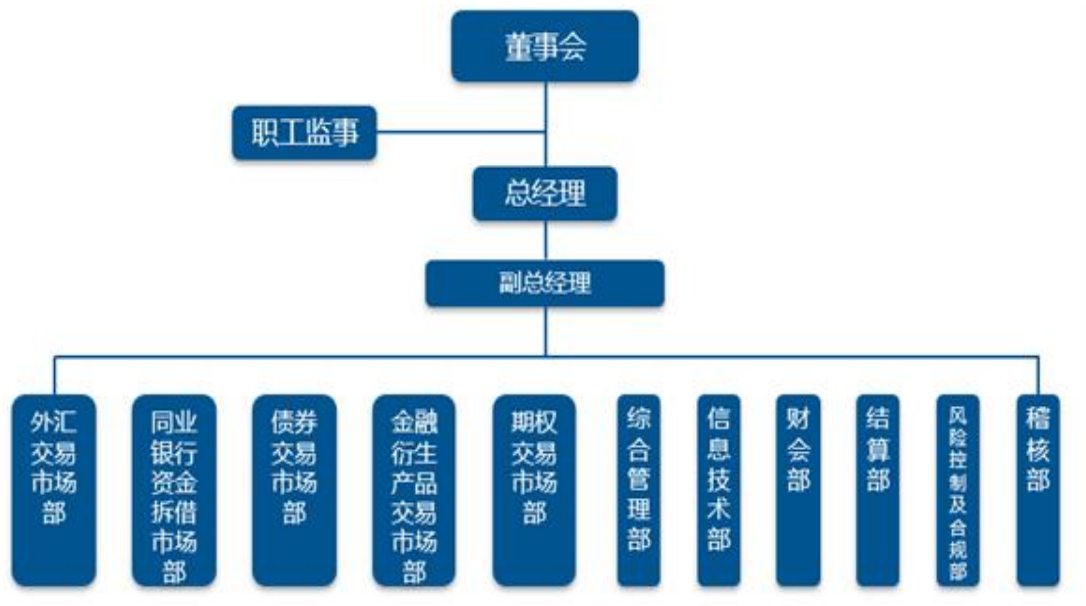 董事会
职工监事
总经理
副总经理
外汇
交易
市场
部
同业
银行
资金
拆借
市场
部
债券
交易
市场
部
金融
衍生
产品
交易
市场
部
期权
交易
市场
部
综合管理部
信息技术部
财会部
结算部
风险控制及合规部
稽核部